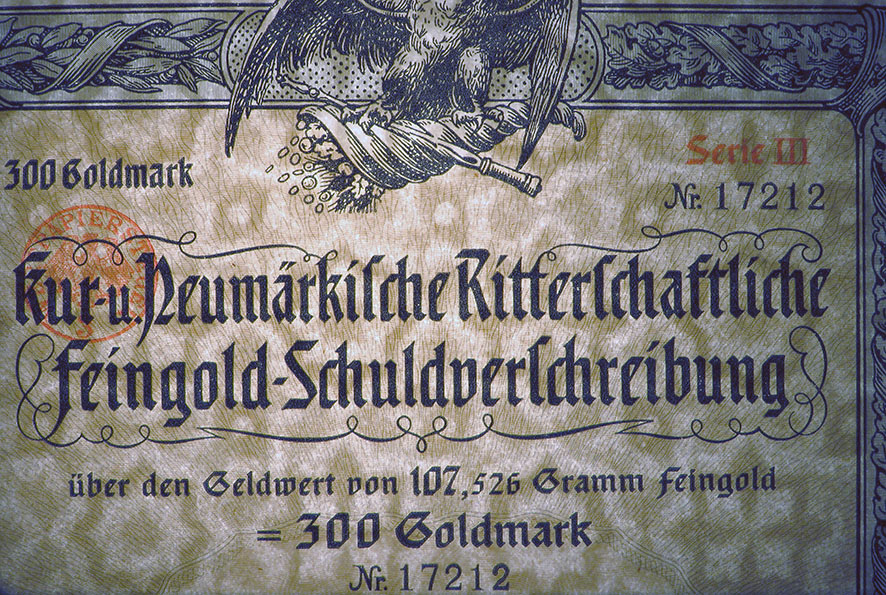 300 Goldmark
Serie III
Nr. 17212
Kur-u. Neumärkiſche Ritterſchaftliche
Feingold-Schuldverſchreibung
über den Geldwert von 107,526 Gramm Feingold
= 300 Goldmark
Nr. 17212